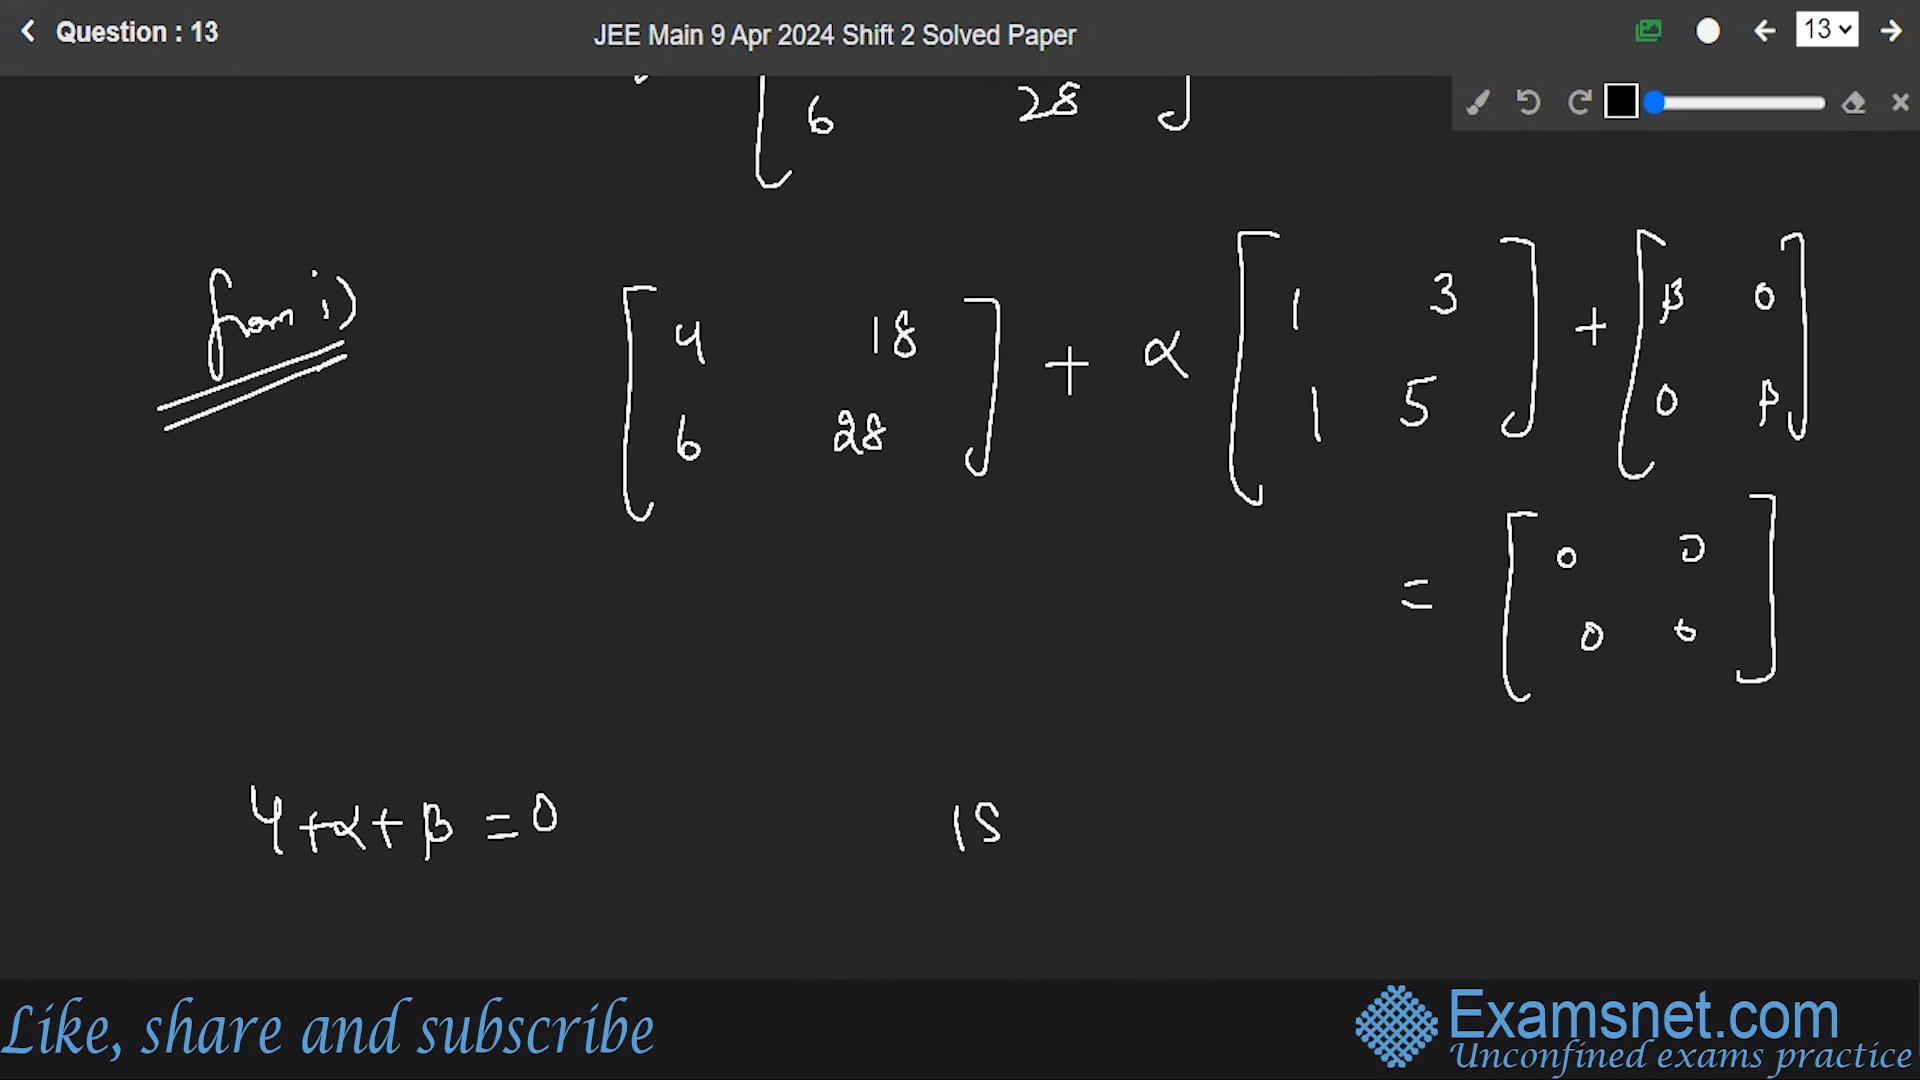 Question : 13
JEE Main 9 Apr 2024 Shift 2 Solved Paper
13
6 28
from i)
4 18 + α 1 3 + β 0
6 28 1 5 0 β
= 0 0
0 0
4+α+β=0 18
Like, share and subscribe
Examsnet.com
Unconfined exams practice